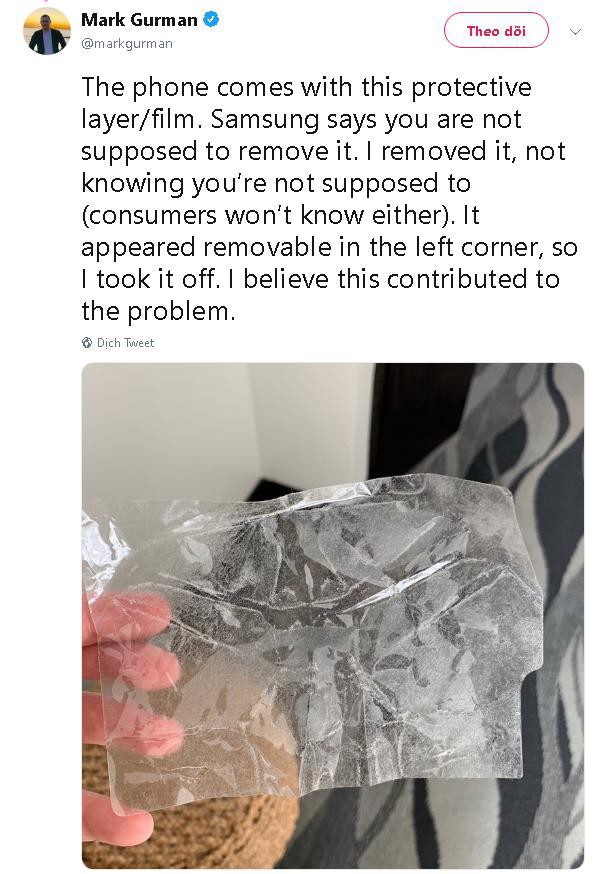 Mark Gurman
@markgurman
Theo dõi
The phone comes with this protective
layer/film. Samsung says you are not
supposed to remove it. I removed it, not
knowing you’re not supposed to
(consumers won’t know either). It
appeared removable in the left corner, so
I took it off. I believe this contributed to
the problem.
Dịch Tweet